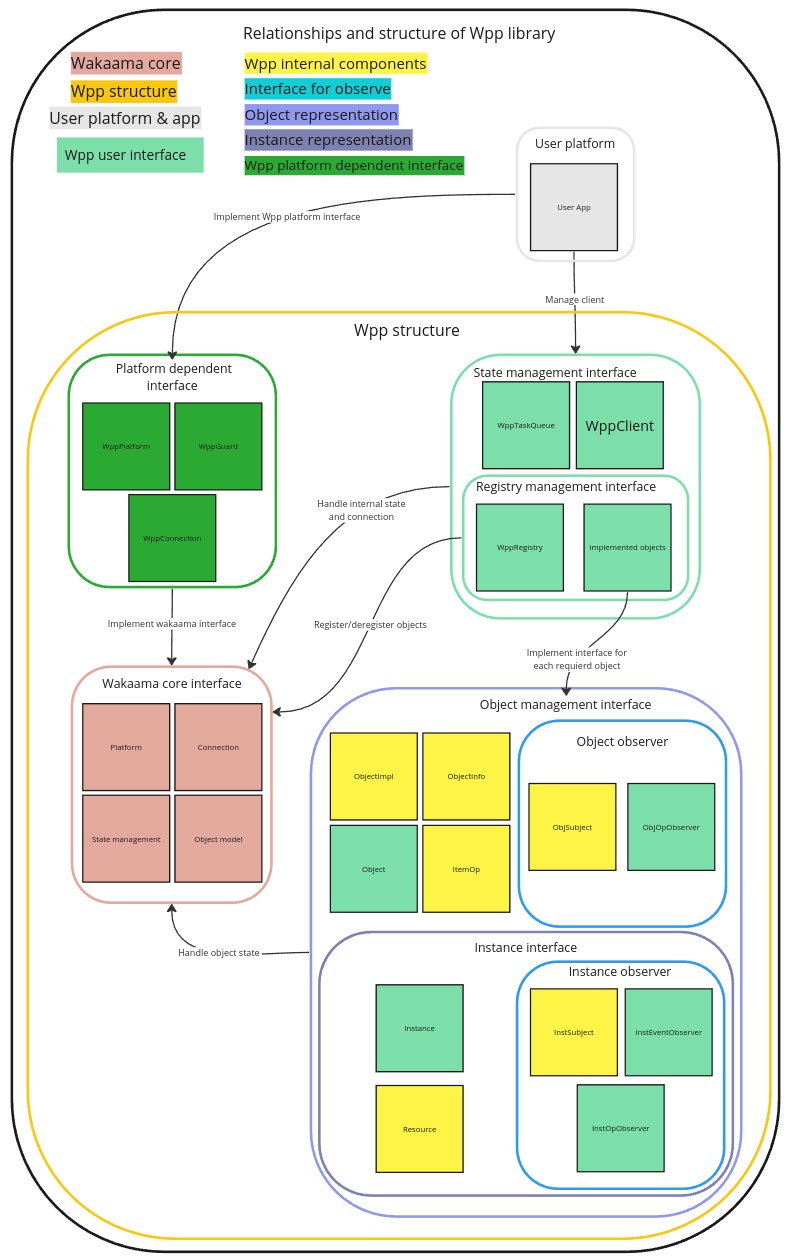 Relationships and structure of Wpp library
Wakaama core
Wpp structure
User platform & app
Wpp user interface
Wpp internal components
Interface for observe
Object representation
Instance representation
Wpp platform dependent interface
User platform
User App
Implement Wpp platform interface
Manage client
Wpp structure
Platform dependent
interface
WppPlatform
WppGuard
WppConnection
State management interface
WppTaskQueue
WppClient
Registry management interface
WppRegistry
Implemented objects
Handle internal state
and connection
Register/deregister objects
Implement wakaama interface
Implement interface for
each requierd object
Wakaama core interface
Platform
Connection
State management
Object model
Object management interface
ObjectImpl
ObjectInfo
Object
ItemOp
Object observer
ObjSubject
ObjOpObserver
Handle object state
Instance interface
Instance
Resource
Instance observer
InstSubject
InstEventObserver
InstOpObserver